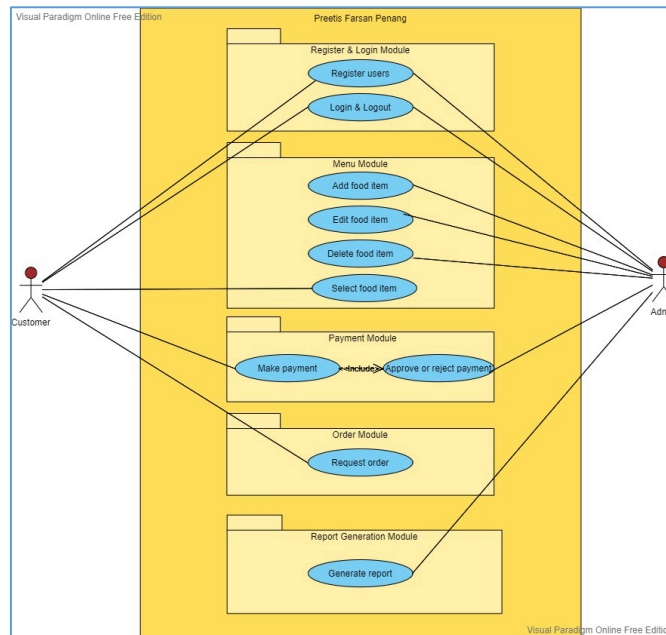 Visual Paradigm Online Free Edition
Preetis Farsan Penang
Register & Login Module
Register users
Login & Logout
Menu Module
Add food item
Edit food item
Delete food item
Select food item
Customer
Adm
Payment Module
Make payment
<<Include>>
Approve or reject payment
Order Module
Request order
Report Generation Module
Generate report
Visual Paradigm Online Free Edition